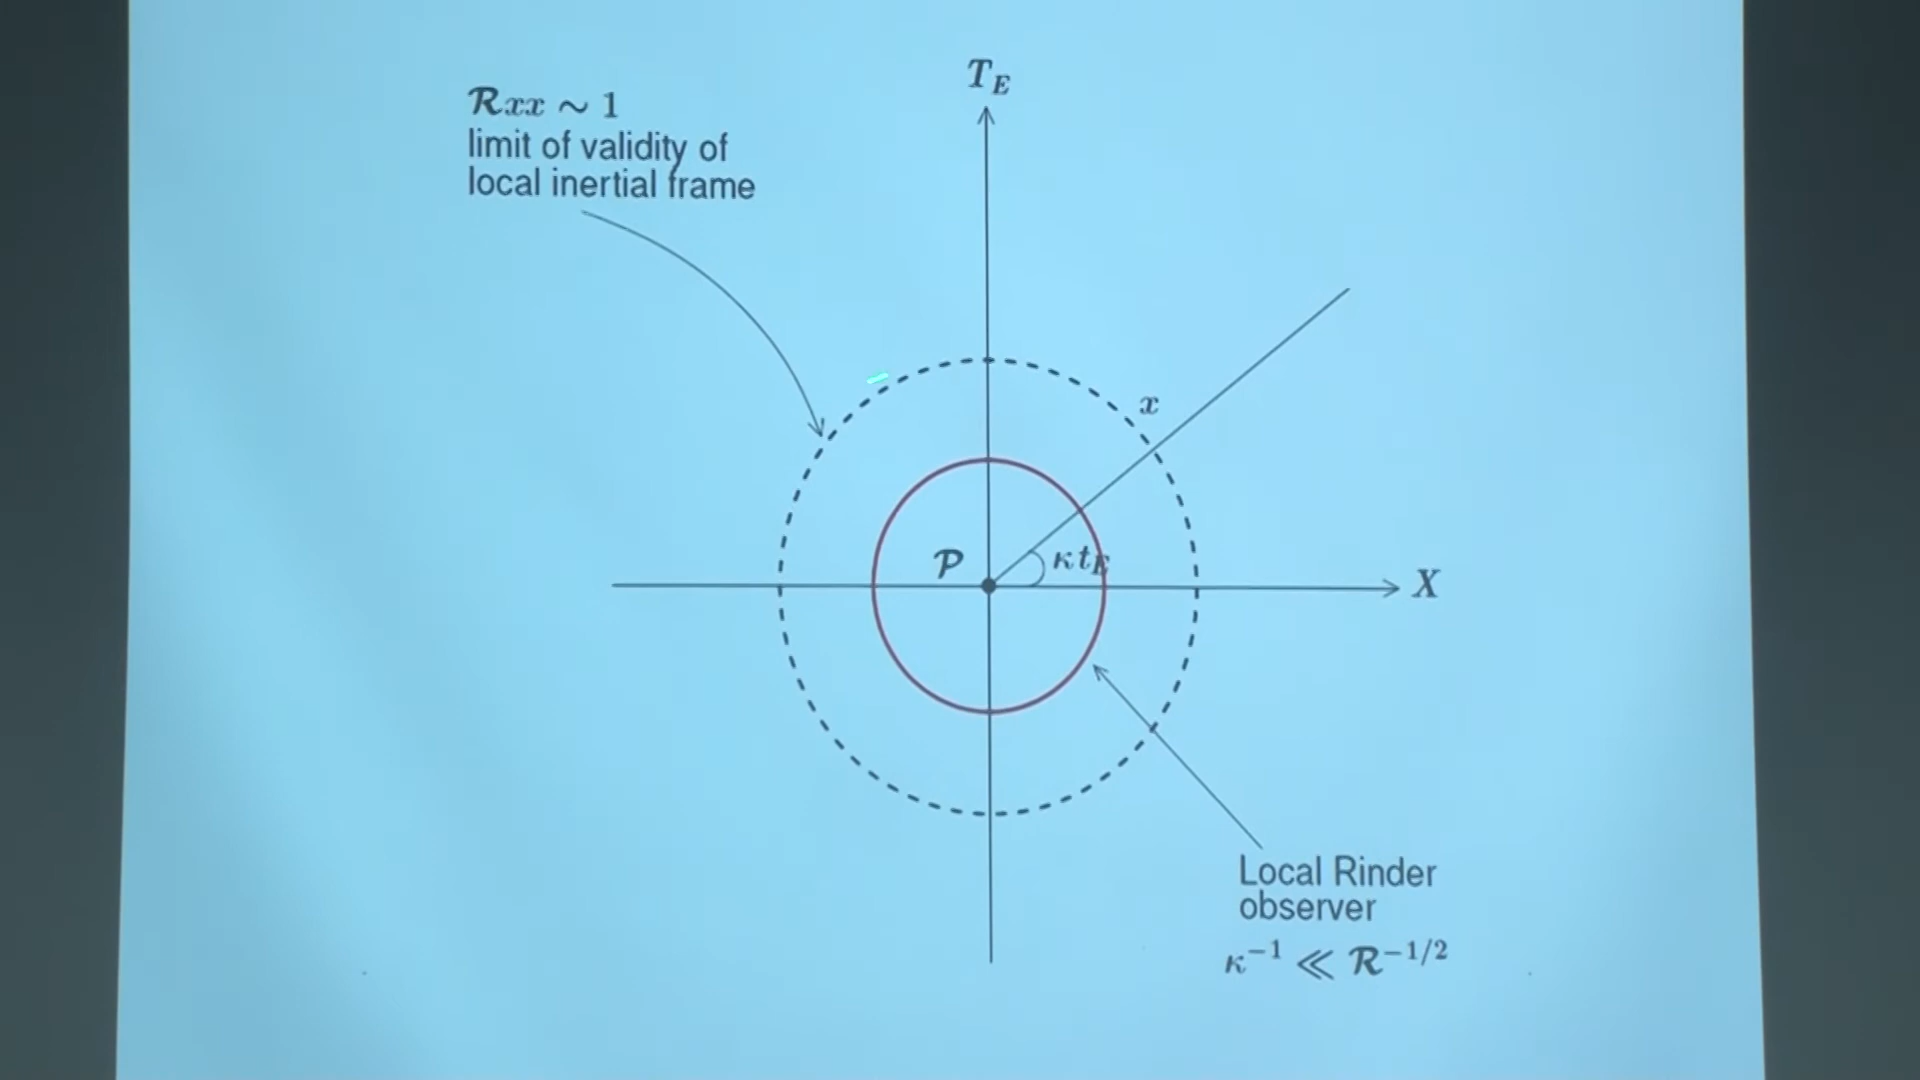 T_E
ℛxx ∼ 1
limit of validity of
local inertial frame
x
𝒫
κt_E
X
Local Rinder
observer
κ⁻¹ ≪ ℛ⁻¹/²